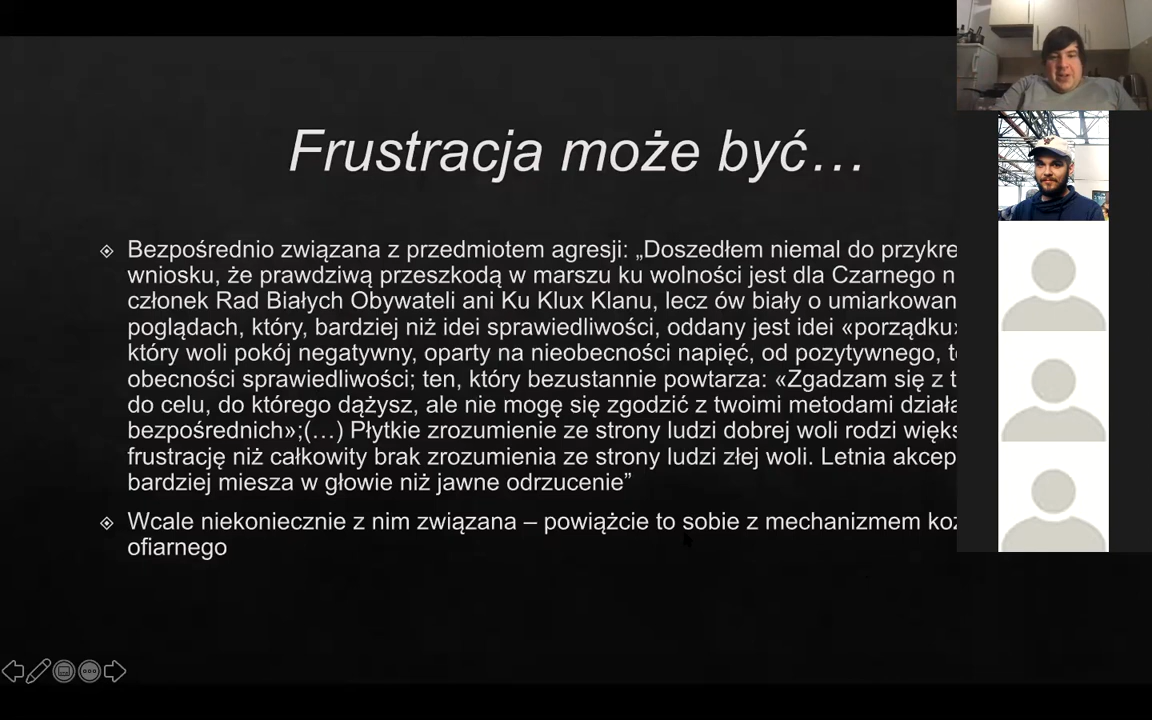 Frustracja może być…
Bezpośrednio związana z przedmiotem agresji: „Doszedłem niemal do
wniosku, że prawdziwą przeszkodą w marszu ku wolności jest dla Czarnego
członek Rad Białych Obywateli ani Ku Klux Klanu, lecz ów biały o
poglądach, który, bardziej niż idei sprawiedliwości, oddany jest idei «porządku»
który woli pokój negatywny, oparty na nieobecności napięć, od pozytywnego,
obecności sprawiedliwości; ten, który bezustannie powtarza: «Zgadzam się z
do celu, do którego dążysz, ale nie mogę się zgodzić z twoimi metodami
bezpośrednich»;(…) Płytkie zrozumienie ze strony ludzi dobrej woli rodzi
frustrację niż całkowity brak zrozumienia ze strony ludzi złej woli. Letnia
bardziej miesza w głowie niż jawne odrzucenie”
Wcale niekoniecznie z nim związana – powiążcie to sobie z mechanizmem
ofiarnego